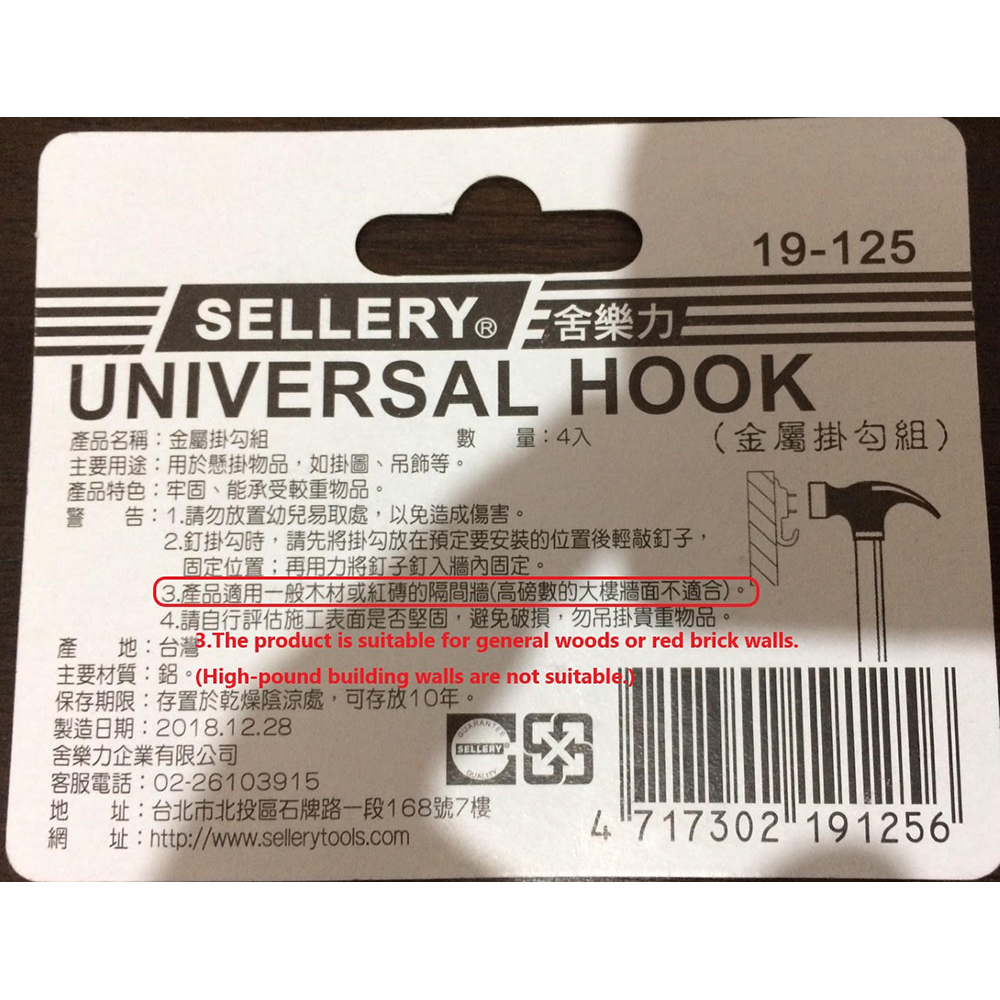 19-125
SELLERY® 舍樂力
UNIVERSAL HOOK
產品名稱：金屬掛勾組 數 量：4入
(金屬掛勾組)
主要用途：用於懸掛物品，如掛圖、吊飾等。
產品特色：牢固、能承受較重物品。
警 告：1.請勿放置幼兒易取處，以免造成傷害。
2.釘掛勾時，請先將掛勾放在預定要安裝的位置後輕敲釘子，
固定位置；再用力將釘子釘入牆內固定。
3.產品適用一般木材或紅磚的隔間牆(高磅數的大樓牆面不適合)。
4.請自行評估施工表面是否堅固，避免破損，勿吊掛貴重物品。
產 地：台灣
3.The product is suitable for general woods or red brick walls.
主要材質：鋁。
(High-pound building walls are not suitable.)
保存期限：存置於乾燥陰涼處，可存放10年。
製造日期：2018.12.28
舍樂力企業有限公司
GUARANTEE
SELLERY
QUALITY
客服電話：02-26103915
地 址：台北市北投區石牌路一段168號7樓
網 址：http://www.sellerytools.com
4 717302 191256